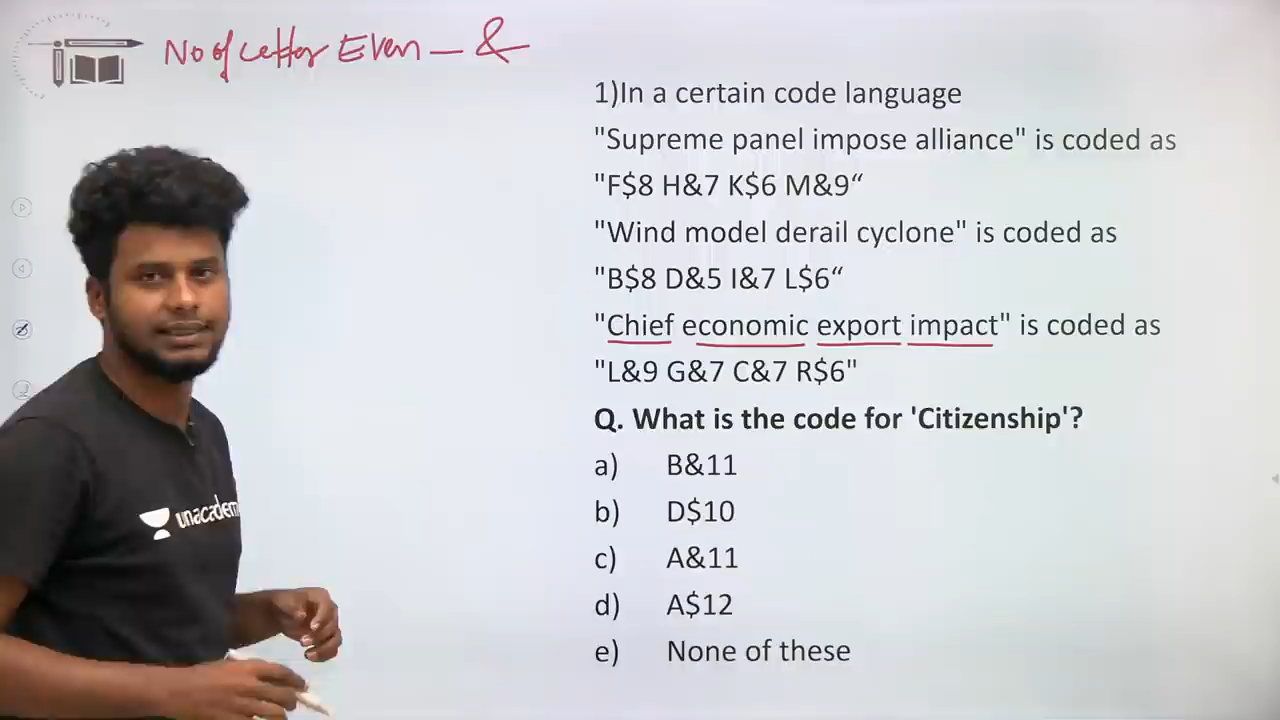 No of Letter Even - &
1)In a certain code language
"Supreme panel impose alliance" is coded as
"F$8 H&7 K$6 M&9“
"Wind model derail cyclone" is coded as
"B$8 D&5 I&7 L$6“
"Chief economic export impact" is coded as
"L&9 G&7 C&7 R$6"
Q. What is the code for 'Citizenship'?
a) B&11
b) D$10
c) A&11
d) A$12
e) None of these
unacadem